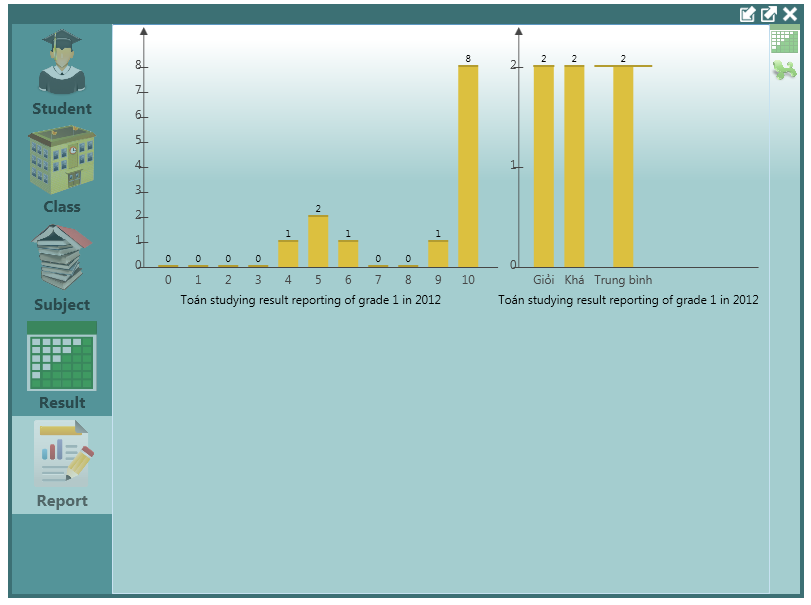 Student
Class
Subject
Result
Report
8
7
6
5
4
3
2
1
0
0
0
0
0
1
2
1
0
0
1
8
0 1 2 3 4 5 6 7 8 9 10
Toán studying result reporting of grade 1 in 2012
2
1
0
2 2 2
Giỏi Khá Trung bình
Toán studying result reporting of grade 1 in 2012